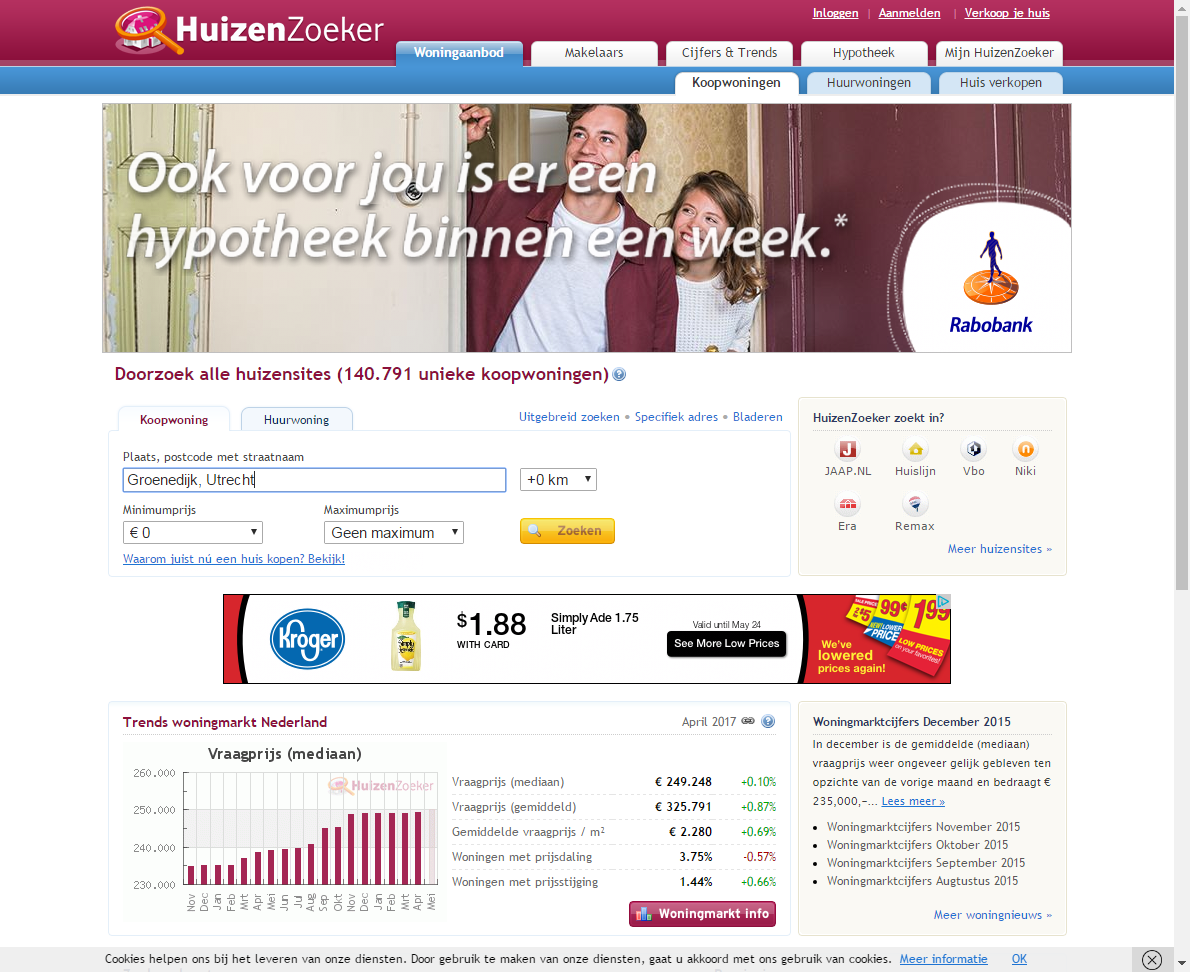 HuizenZoeker
Inloggen | Aanmelden | Verkoop je huis
Woningaanbod Makelaars Cijfers & Trends Hypotheek Mijn HuizenZoeker
Koopwoningen Huurwoningen Huis verkopen
Ook voor jou is er een
hypotheek binnen een week.*
Rabobank
Doorzoek alle huizensites (140.791 unieke koopwoningen)
Koopwoning Huurwoning
Uitgebreid zoeken • Specifiek adres • Bladeren
Plaats, postcode met straatnaam
Groenedijk, Utrecht +0 km
Minimumprijs Maximumprijs
€ 0 Geen maximum Zoeken
Waarom juist nú een huis kopen? Bekijk!
HuizenZoeker zoekt in?
JAAP.NL Huislijn Vbo Niki
Era Remax
Meer huizensites »
Kroger
Simply
$1.88
WITH CARD
Simply Ade 1.75
Liter
Valid until May 24
See More Low Prices
We've
lowered
prices again!
2/$5 99¢ 1.99
NEW! LOWER
PRICE
LOW PRICES
on your favorites!
Trends woningmarkt Nederland
April 2017
Vraagprijs (mediaan)
HuizenZoeker
260.000
250.000
240.000
230.000
Nov Dec Jan Feb Mrt Apr Mei Jun Jul Aug Sep Okt Nov Dec Jan Feb Mrt Apr Mei
Vraagprijs (mediaan) € 249.248 +0.10%
Vraagprijs (gemiddeld) € 325.791 +0.87%
Gemiddelde vraagprijs / m² € 2.280 +0.69%
Woningen met prijsdaling 3.75% -0.57%
Woningen met prijsstijging 1.44% +0.66%
Woningmarkt info
Woningmarktcijfers December 2015
In december is de gemiddelde (mediaan)
vraagprijs weer ongeveer gelijk gebleven ten
opzichte van de vorige maand en bedraagt €
235,000,-... Lees meer »
Woningmarktcijfers November 2015
Woningmarktcijfers Oktober 2015
Woningmarktcijfers September 2015
Woningmarktcijfers Augtustus 2015
Meer woningnieuws »
Cookies helpen ons bij het leveren van onze diensten. Door gebruik te maken van onze diensten, gaat u akkoord met ons gebruik van cookies. Meer informatie OK